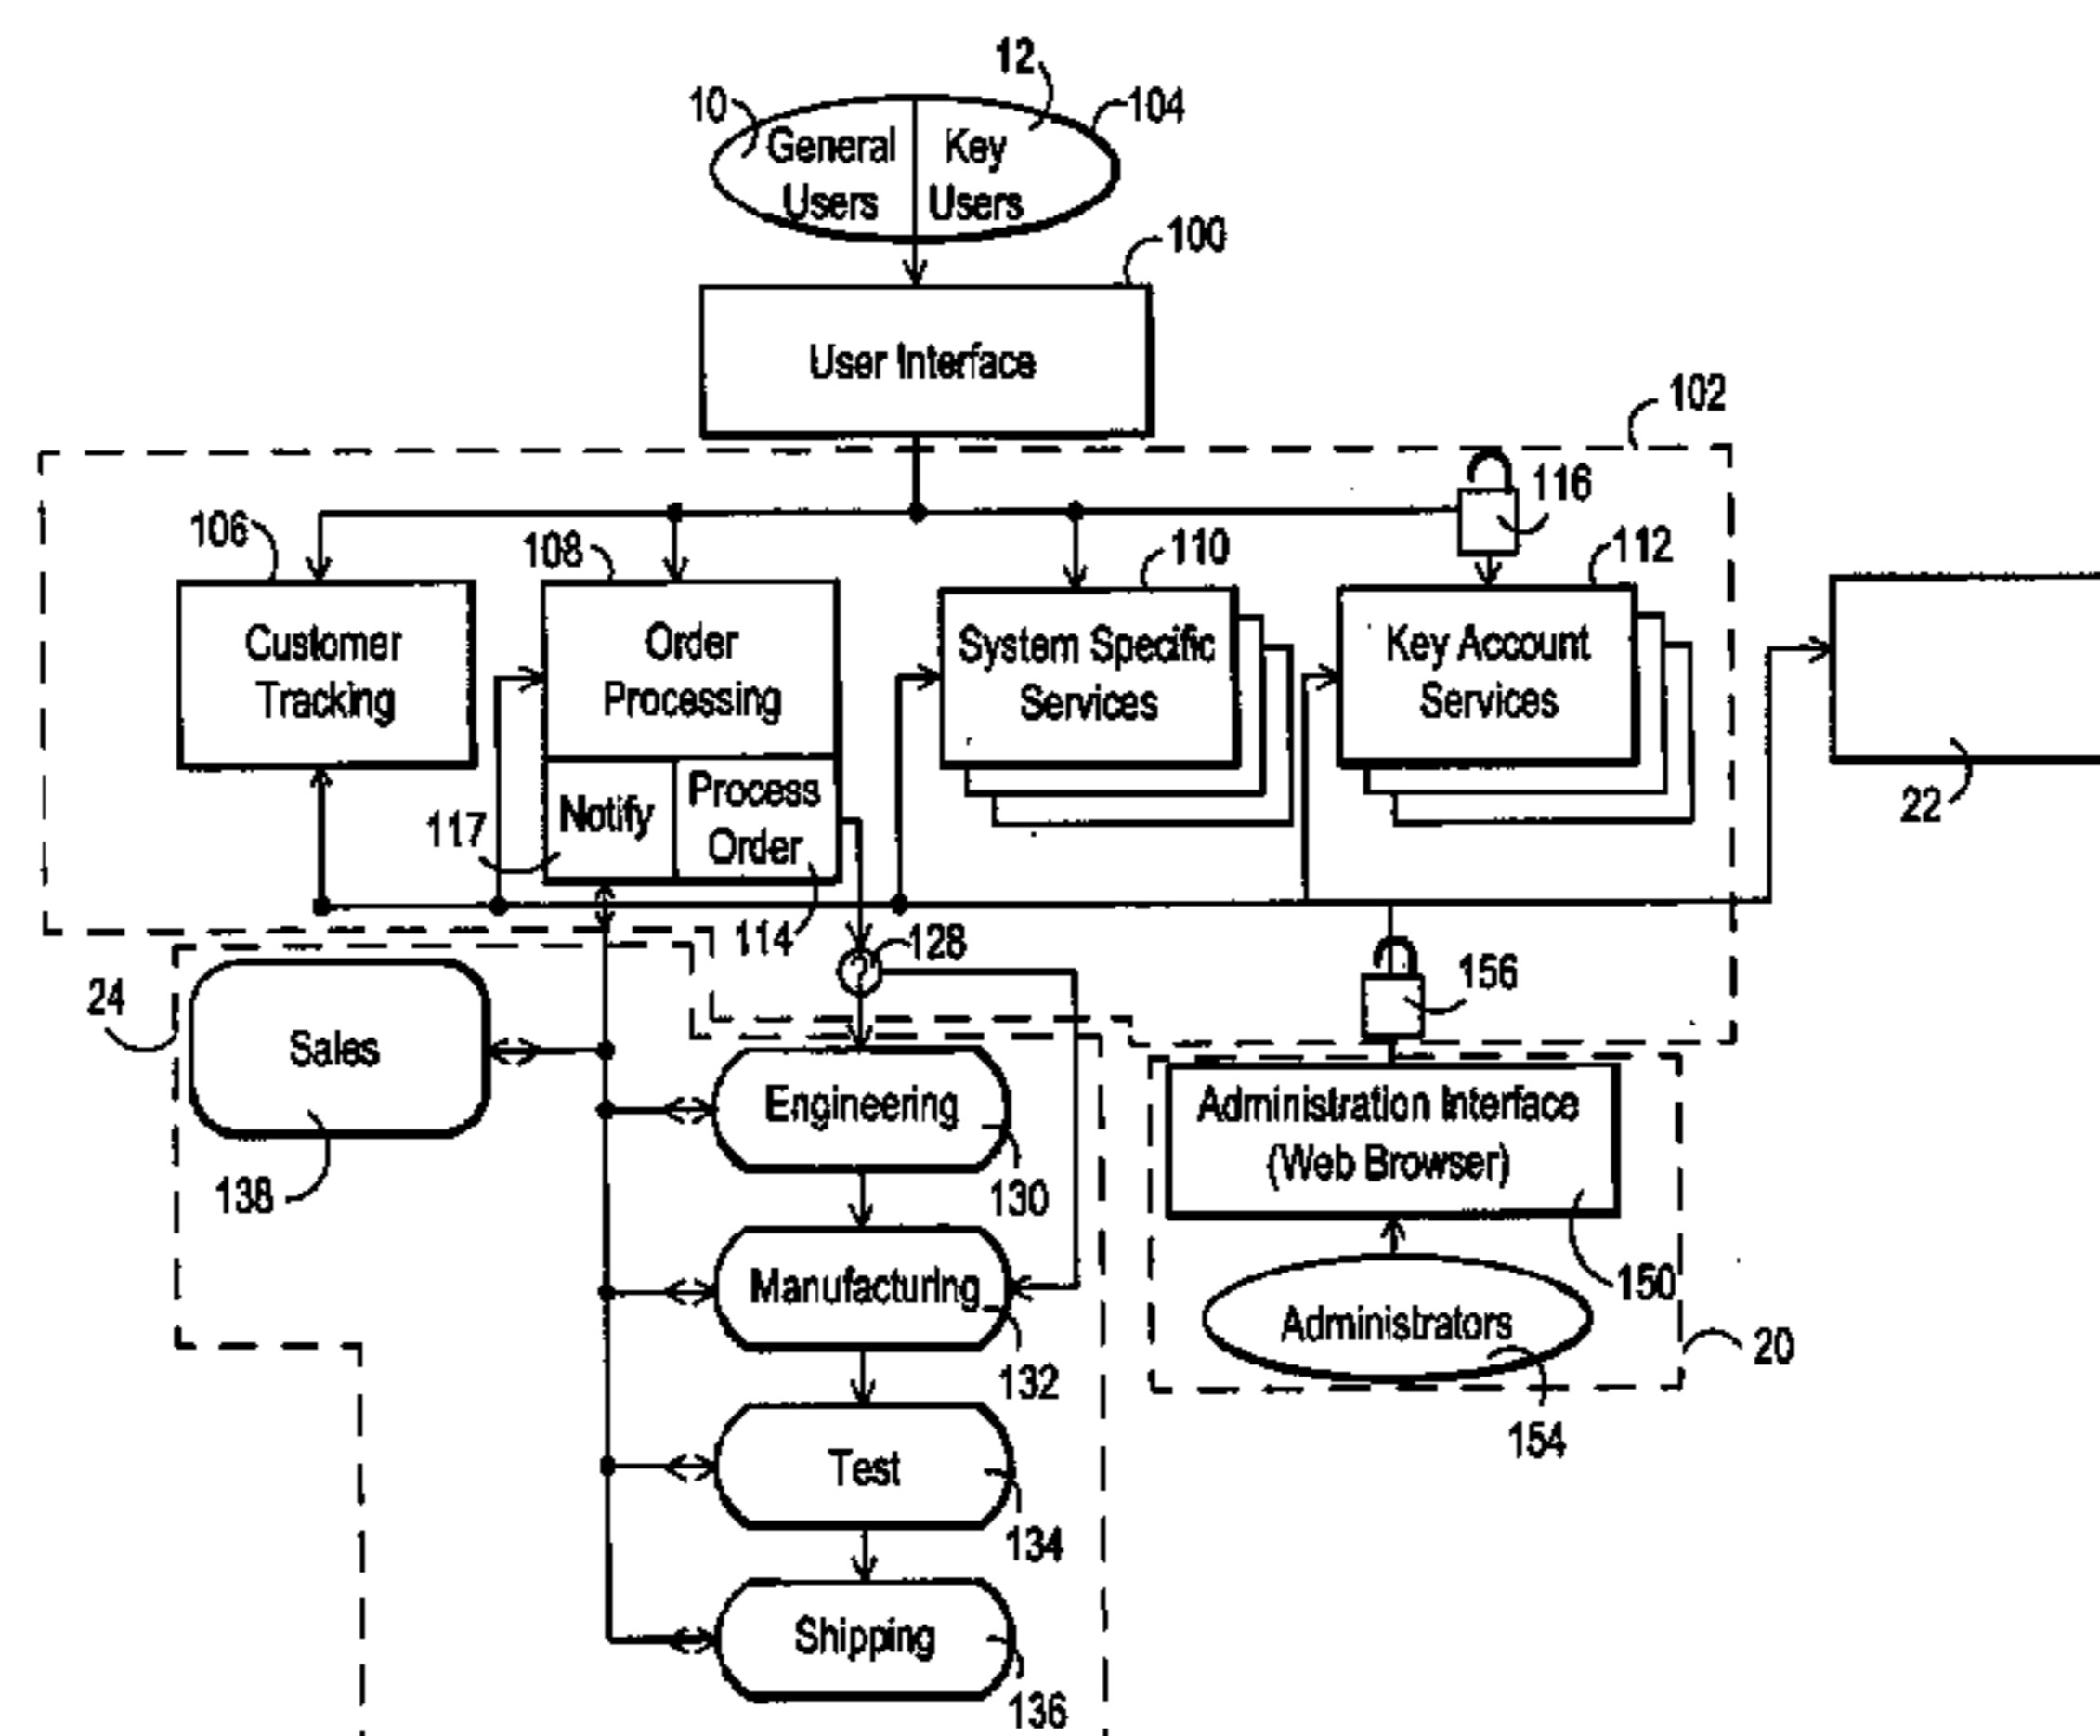 12
10
104
General
Users
Key
Users
100
User Interface
102
116
106
108
110
112
Customer
Tracking
Order
Processing
System Specific
Services
Key Account
Services
22
117
Notify
Process
Order
114
128
156
24
Sales
138
Engineering
130
Administration Interface
(Web Browser)
150
Manufacturing
132
Administrators
154
20
Test
134
Shipping
136